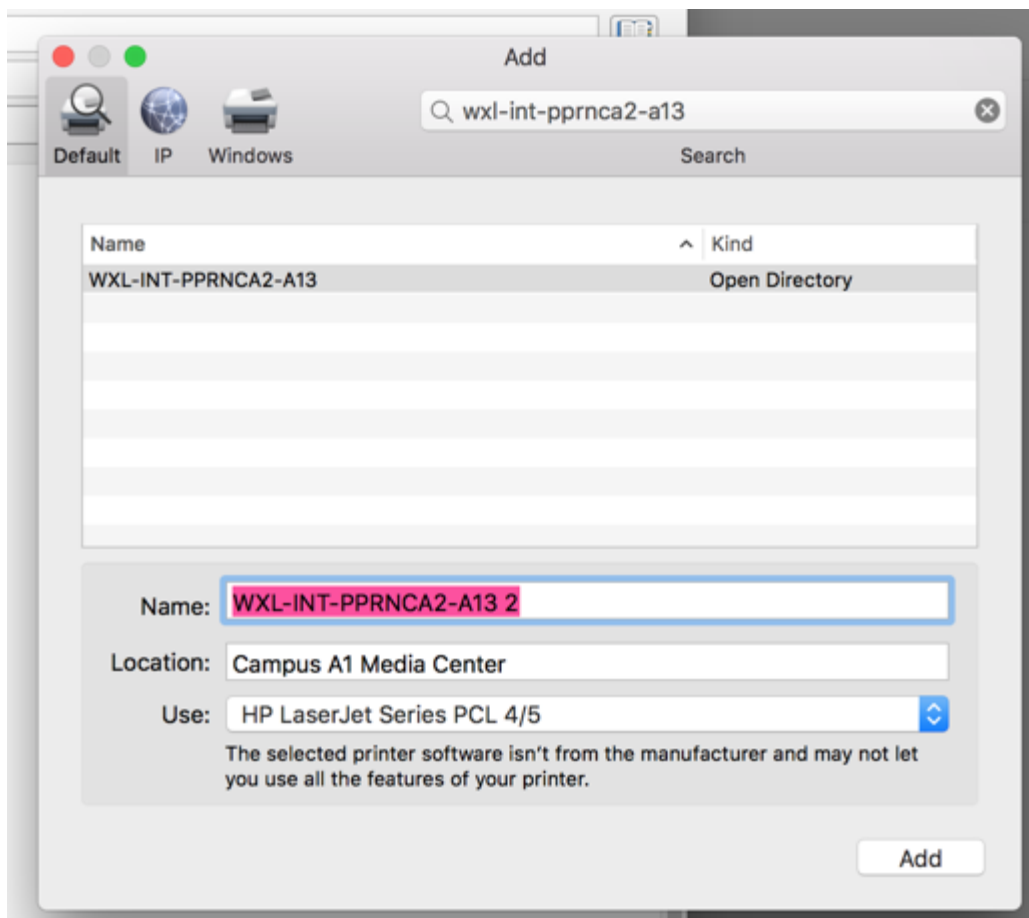 Add
wxl-int-pprnca2-a13
Default IP Windows Search
Name Kind
WXL-INT-PPRNCA2-A13 Open Directory
Name: WXL-INT-PPRNCA2-A13 2
Location: Campus A1 Media Center
Use: HP LaserJet Series PCL 4/5
The selected printer software isn't from the manufacturer and may not let
you use all the features of your printer.
Add